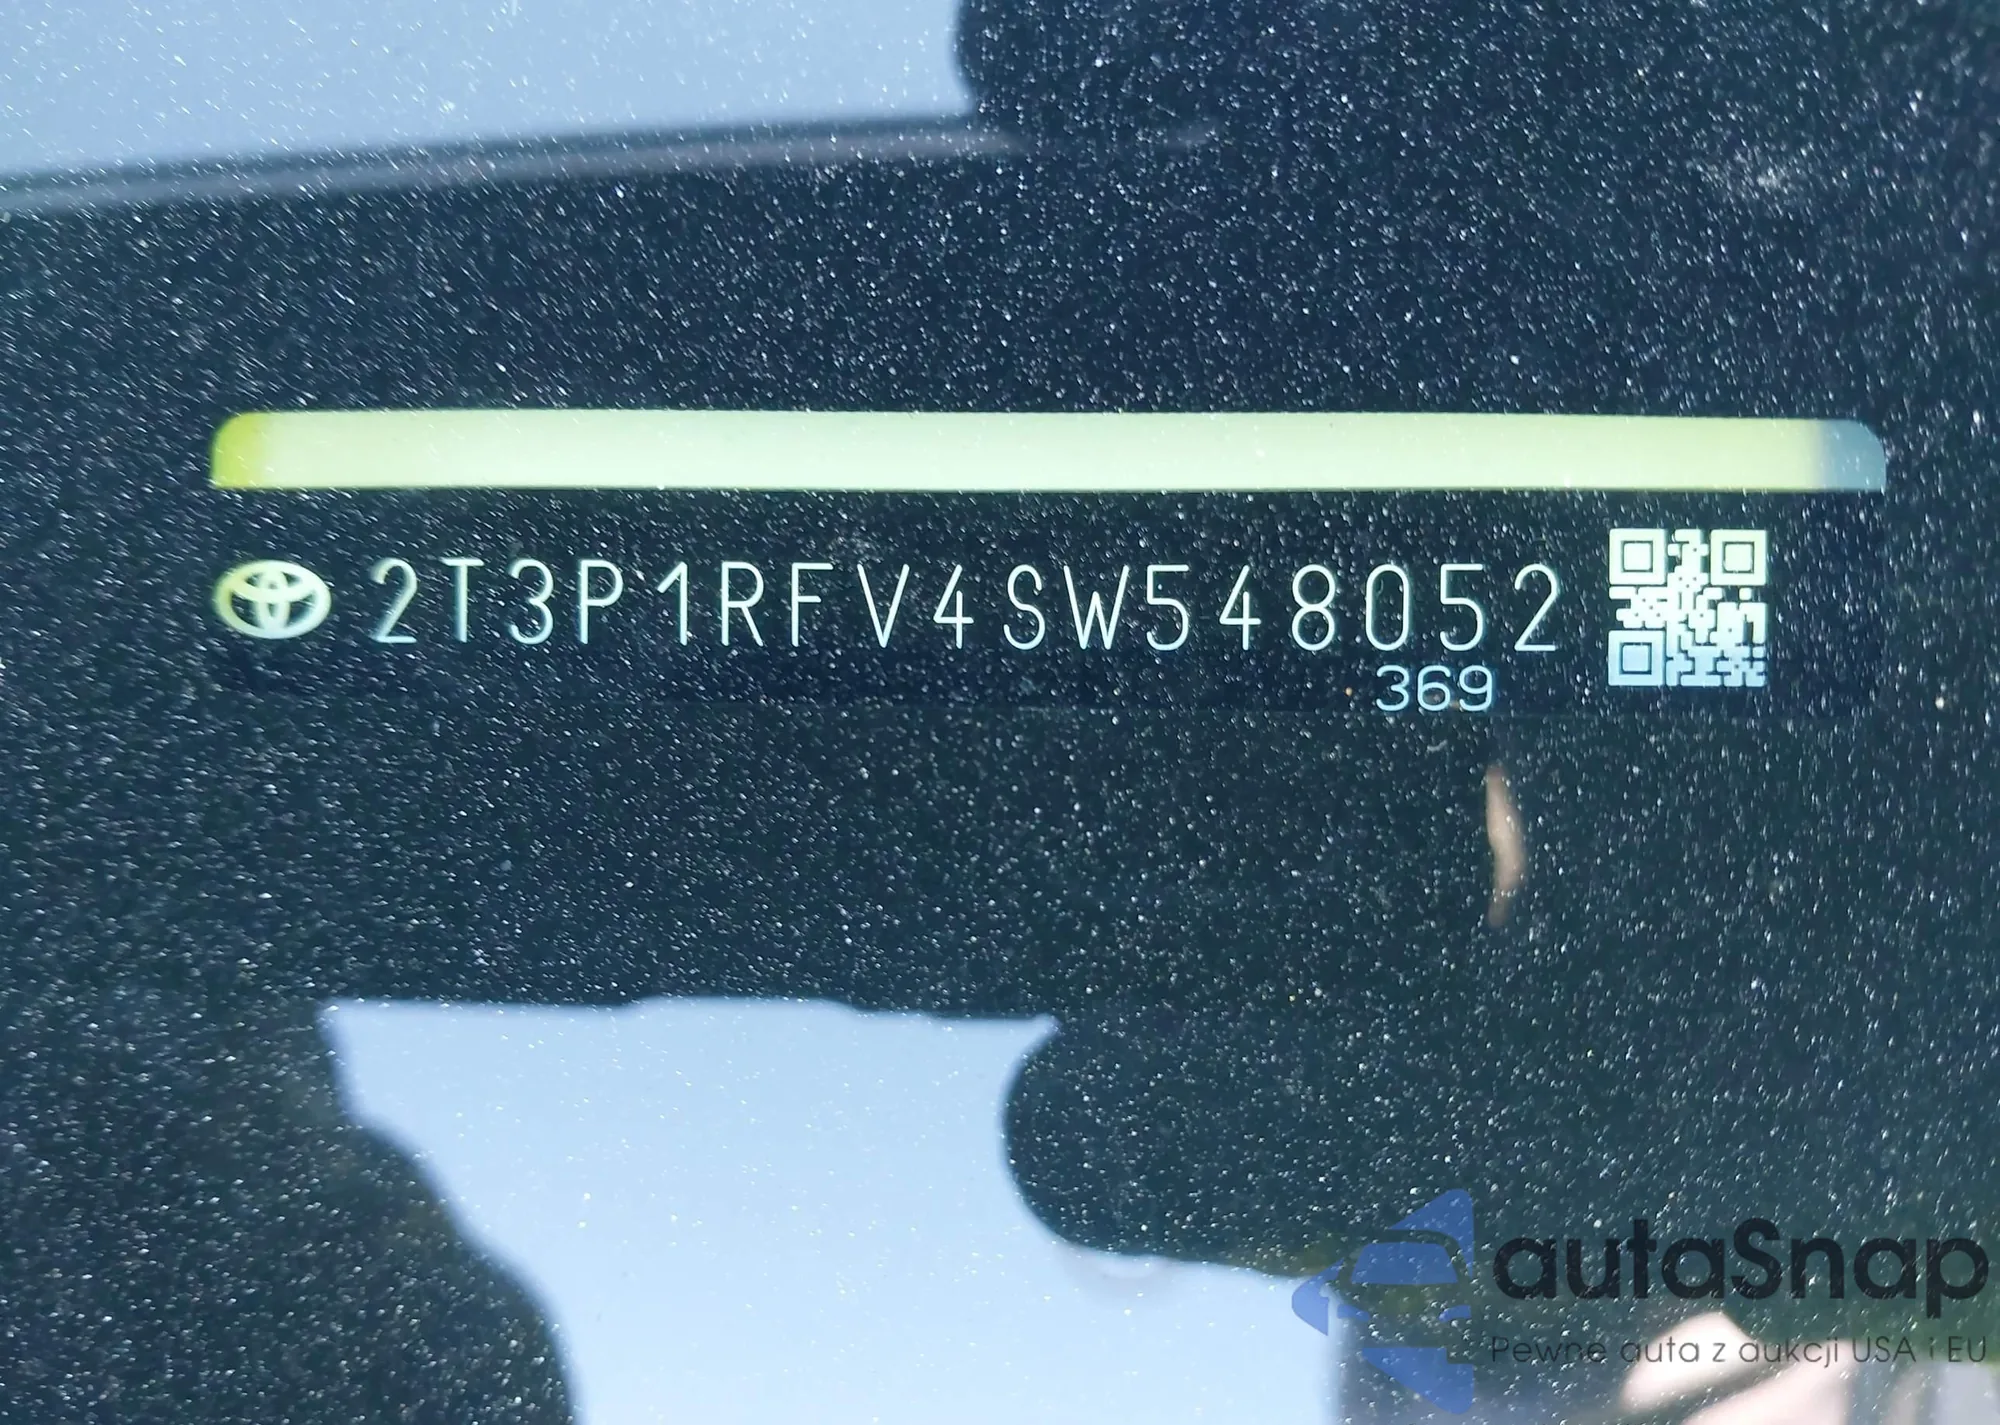 2T3P1RFV4SW548052
369
autaSnap
Pewne auta z aukcji USA i EU